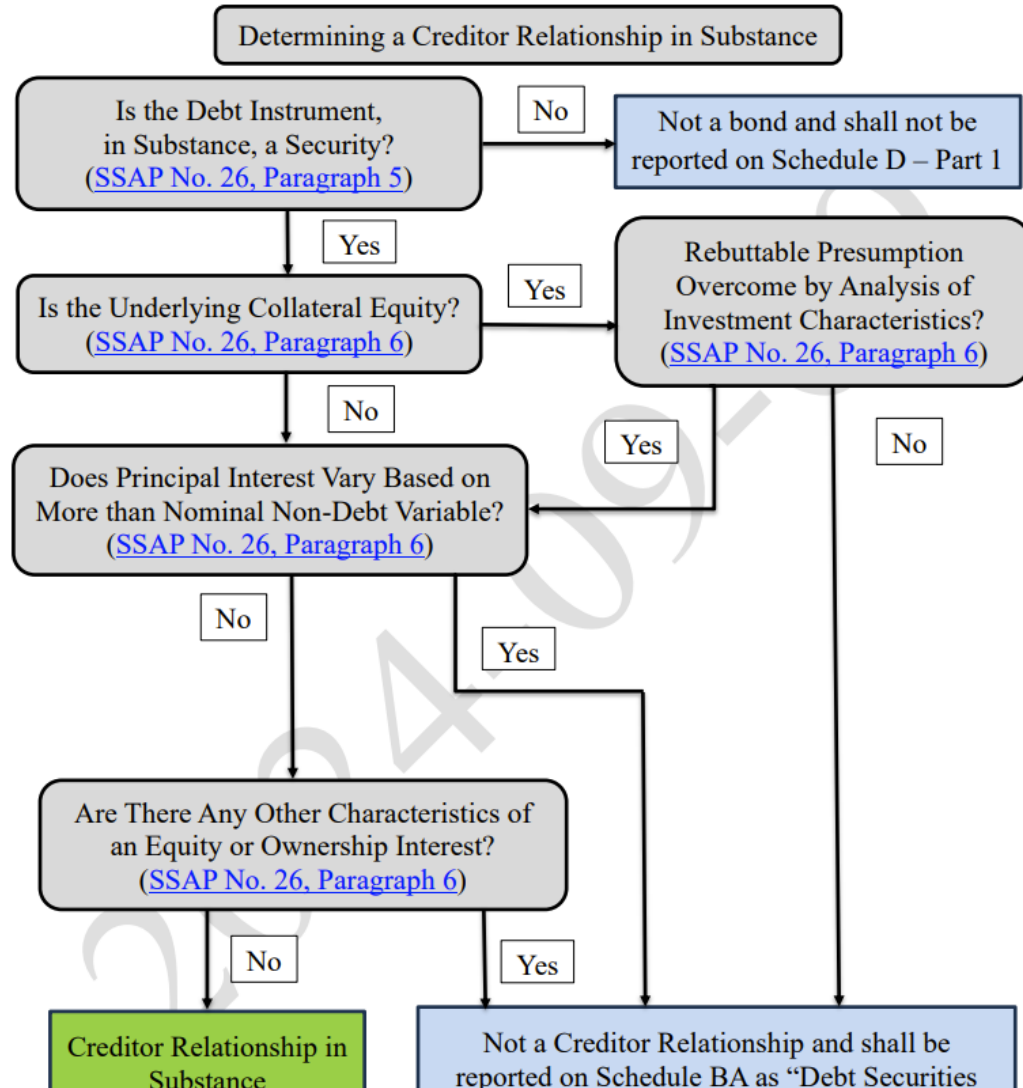 Determining a Creditor Relationship in Substance
Is the Debt Instrument,
in Substance, a Security?
(SSAP No. 26, Paragraph 5)
No
Not a bond and shall not be
reported on Schedule D – Part 1
Yes
Is the Underlying Collateral Equity?
(SSAP No. 26, Paragraph 6)
Yes
Rebuttable Presumption
Overcome by Analysis of
Investment Characteristics?
(SSAP No. 26, Paragraph 6)
No
Yes
No
Does Principal Interest Vary Based on
More than Nominal Non-Debt Variable?
(SSAP No. 26, Paragraph 6)
No
Yes
Are There Any Other Characteristics of
an Equity or Ownership Interest?
(SSAP No. 26, Paragraph 6)
No
Yes
Creditor Relationship in
Substance
Not a Creditor Relationship and shall be
reported on Schedule BA as “Debt Securities